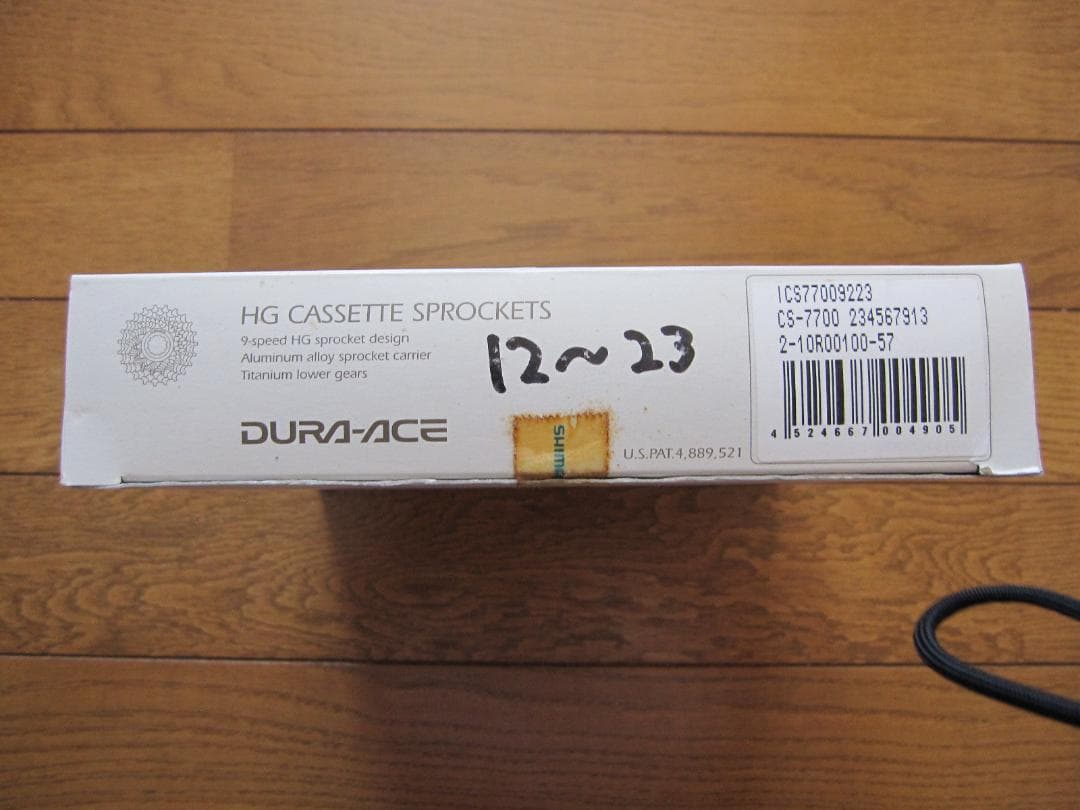 HG CASSETTE SPROCKETS
9-speed HG sprocket design
Aluminum alloy sprocket carrier
Titanium lower gears
12~23
DURA-ACE
SHIM
U.S.PAT.4,889,521
ICS77009223
CS-7700 234567913
2-10R00100-57
4 524667 004905